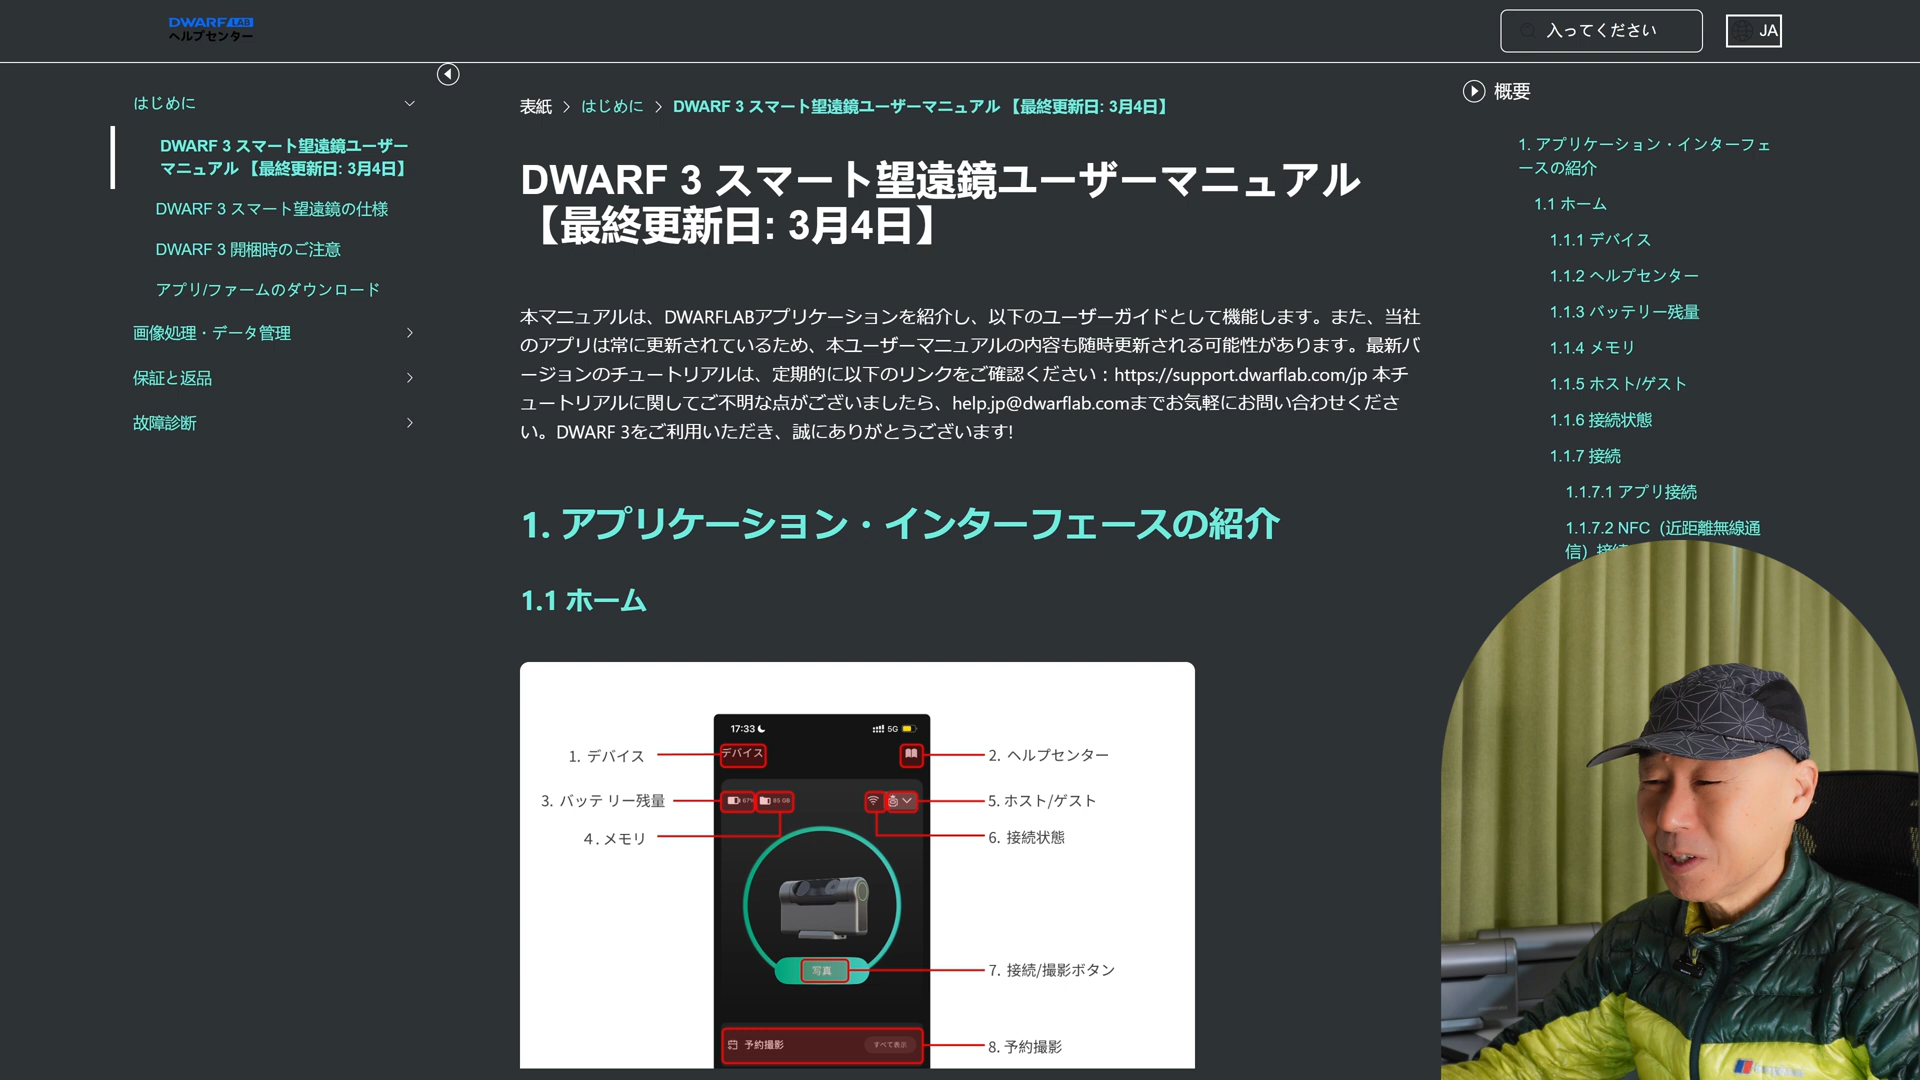 DWARFLAB
ヘルプセンター
入ってください
JA
はじめに
DWARF 3 スマート望遠鏡ユーザー
マニュアル 【最終更新日: 3月4日】
DWARF 3 スマート望遠鏡の仕様
DWARF 3 開梱時のご注意
アプリ/ファームのダウンロード
画像処理・データ管理
保証と返品
故障診断
表紙 > はじめに > DWARF 3 スマート望遠鏡ユーザーマニュアル 【最終更新日: 3月4日】
DWARF 3 スマート望遠鏡ユーザーマニュアル
【最終更新日: 3月4日】
本マニュアルは、DWARFLABアプリケーションを紹介し、以下のユーザーガイドとして機能します。また、当社
のアプリは常に更新されているため、本ユーザーマニュアルの内容も随時更新される可能性があります。最新バ
ージョンのチュートリアルは、定期的に以下のリンクをご確認ください：https://support.dwarflab.com/jp 本チ
ュートリアルに関してご不明な点がございましたら、help.jp@dwarflab.comまでお気軽にお問い合わせくださ
い。DWARF 3をご利用いただき、誠にありがとうございます!
1. アプリケーション・インターフェースの紹介
1.1 ホーム
17:33
5G
デバイス
1. デバイス
2. ヘルプセンター
3. バッテリー残量
67%
85 GB
5. ホスト/ゲスト
4. メモリ
6. 接続状態
写真
7. 接続/撮影ボタン
予約撮影
すべて表示
8. 予約撮影
概要
1. アプリケーション・インターフェ
ースの紹介
1.1 ホーム
1.1.1 デバイス
1.1.2 ヘルプセンター
1.1.3 バッテリー残量
1.1.4 メモリ
1.1.5 ホスト/ゲスト
1.1.6 接続状態
1.1.7 接続
1.1.7.1 アプリ接続
1.1.7.2 NFC（近距離無線通
信）接続